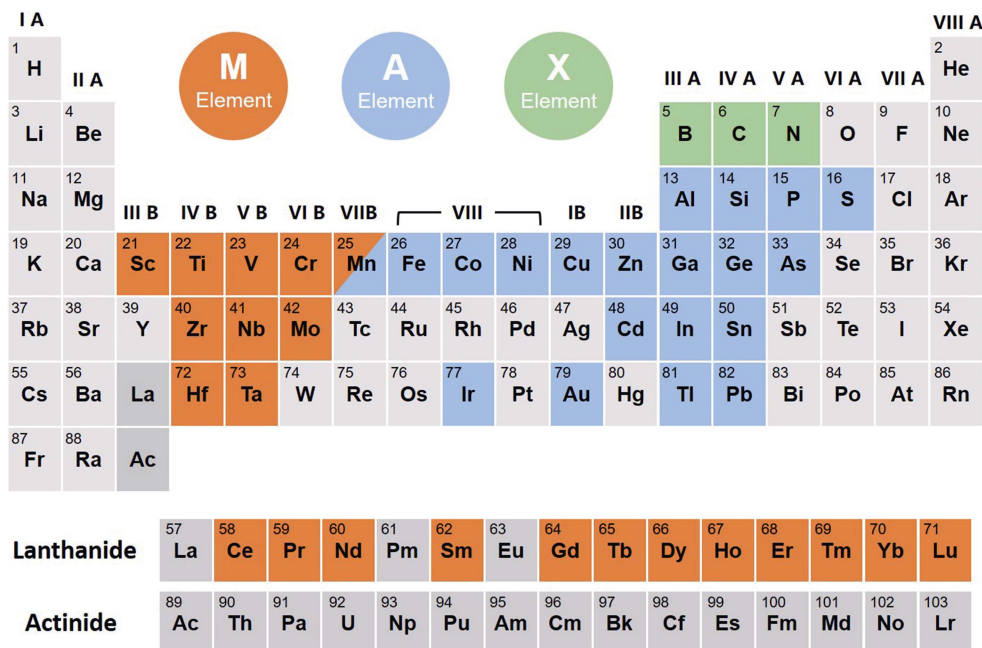 I A VIII A
1 2
H M A X He
II A Element Element Element III A IV A V A VI A VII A
3 4 5 6 7 8 9 10
Li Be B C N O F Ne
11 12 13 14 15 16 17 18
Na Mg Al Si P S Cl Ar
III B IV B V B VI B VIIB VIII IB IIB
19 20 21 22 23 24 25 26 27 28 29 30 31 32 33 34 35 36
K Ca Sc Ti V Cr Mn Fe Co Ni Cu Zn Ga Ge As Se Br Kr
37 38 39 40 41 42 43 44 45 46 47 48 49 50 51 52 53 54
Rb Sr Y Zr Nb Mo Tc Ru Rh Pd Ag Cd In Sn Sb Te I Xe
55 56 72 73 74 75 76 77 78 79 80 81 82 83 84 85 86
Cs Ba La Hf Ta W Re Os Ir Pt Au Hg Tl Pb Bi Po At Rn
87 88
Fr Ra Ac
57 58 59 60 61 62 63 64 65 66 67 68 69 70 71
Lanthanide La Ce Pr Nd Pm Sm Eu Gd Tb Dy Ho Er Tm Yb Lu
89 90 91 92 93 94 95 96 97 98 99 100 101 102 103
Actinide Ac Th Pa U Np Pu Am Cm Bk Cf Es Fm Md No Lr